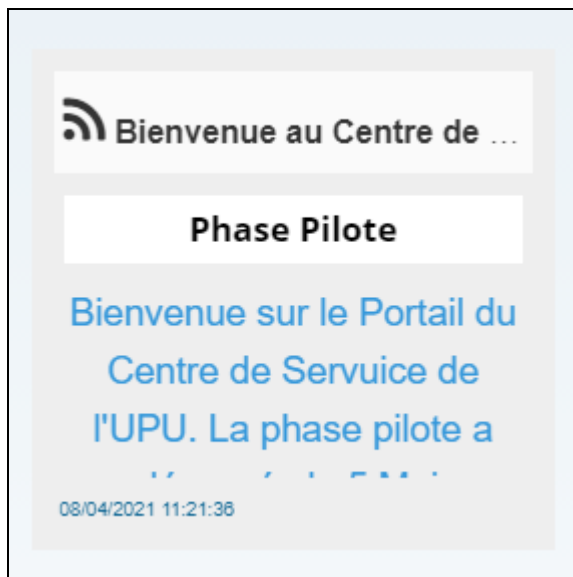 Bienvenue au Centre de ...
Phase Pilote
Bienvenue sur le Portail du
Centre de Servuice de
l'UPU. La phase pilote a
08/04/2021 11:21:36